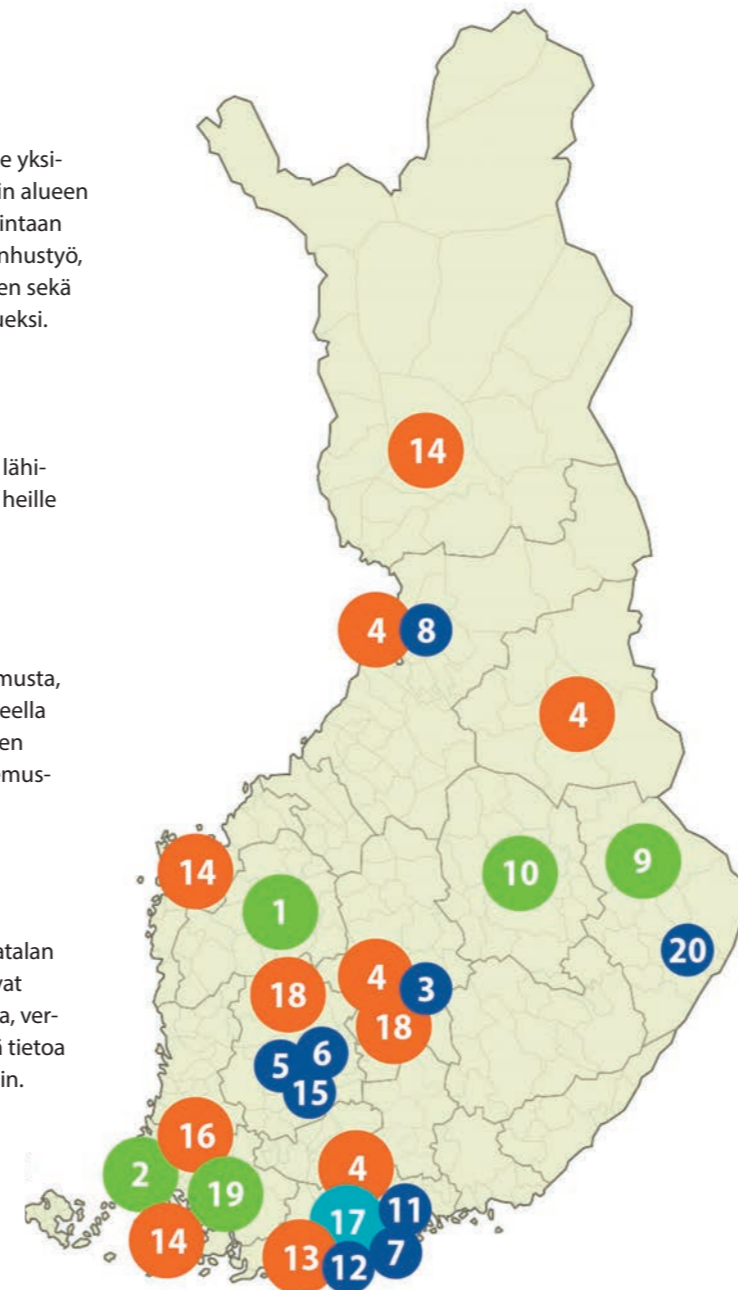 e yksi-
in alueen
intaan
nhustyö,
en sekä
ueksi.
lähi-
heille
musta,
eella
en
emus-
atalan
vat
a, ver-
ä tietoa
in.
14
4 8
4
14
1
10
9
20
18
4
3
18
5
6
15
16
2
19
14
4
17
11
13
12
7